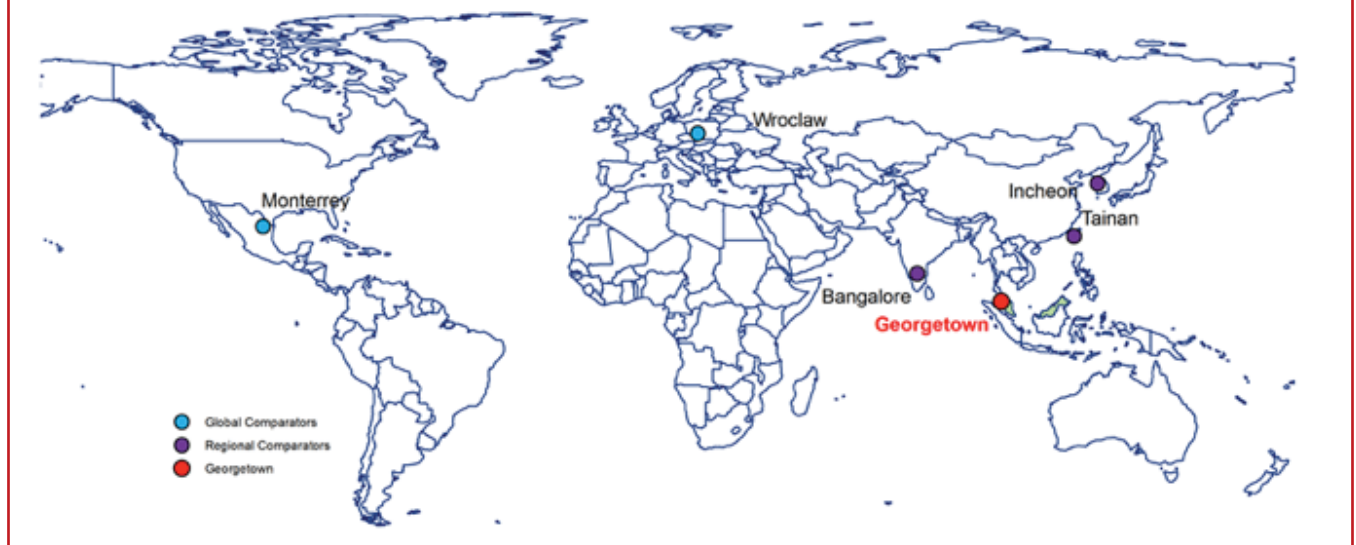 Wroclaw
Incheon
Monterrey
Tainan
Bangalore
Georgetown
Global Comparators
Regional Comparators
Georgetown